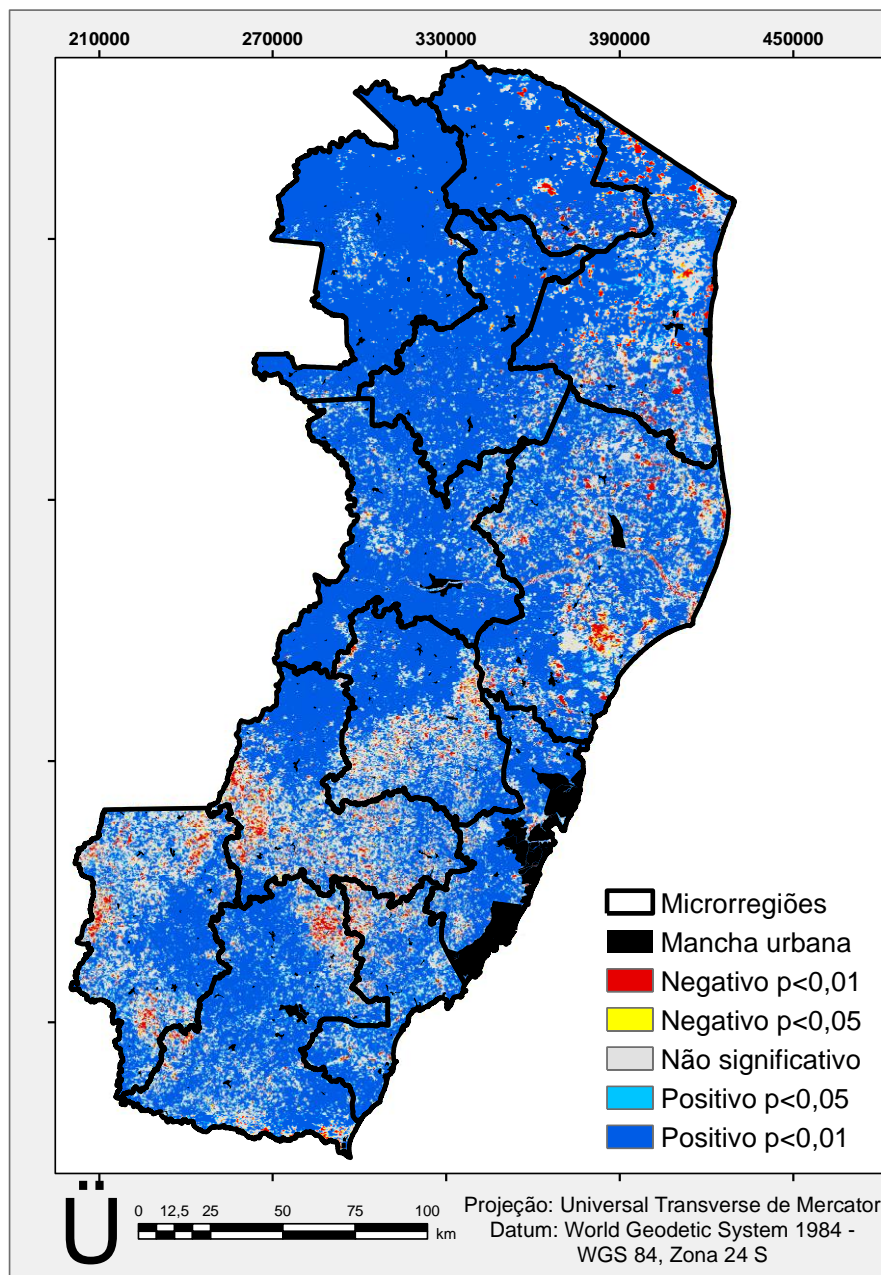 210000 270000 330000 390000 450000
Microrregiões
Mancha urbana
Negativo p<0,01
Negativo p<0,05
Não significativo
Positivo p<0,05
Positivo p<0,01
Ü
0 12,5 25 50 75 100
km
Projeção: Universal Transverse de Mercator
Datum: World Geodetic System 1984 -
WGS 84, Zona 24 S